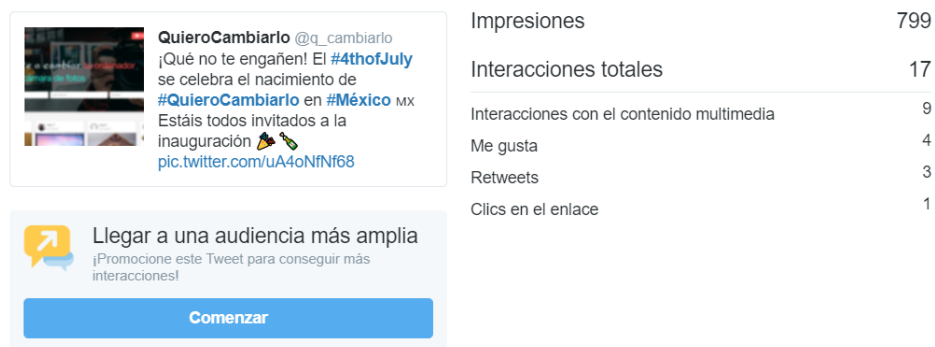 QuieroCambiarlo @q_cambiarlo
¡Qué no te engañen! El #4thofJuly
se celebra el nacimiento de
#QuieroCambiarlo en #México MX
Estáis todos invitados a la
inauguración 🎉🍾
pic.twitter.com/uA4oNfNf68
Llegar a una audiencia más amplia
¡Promocione este Tweet para conseguir más
interacciones!
Comenzar
Impresiones 799
Interacciones totales 17
Interacciones con el contenido multimedia 9
Me gusta 4
Retweets 3
Clics en el enlace 1